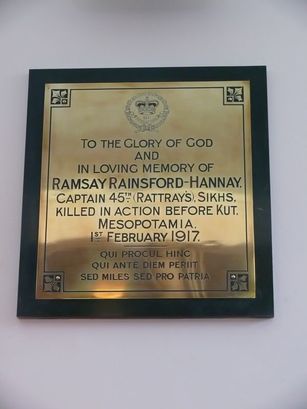 TO THE GLORY OF GOD
AND
IN LOVING MEMORY OF
RAMSAY RAINSFORD-HANNAY.
CAPTAIN 45TH (RATTRAY'S), SIKHS,
KILLED IN ACTION BEFORE KUT.
MESOPOTAMIA.
1ST FEBRUARY 1917.
QUI PROCUL HINC
QUI ANTE DIEM PERIIT
SED MILES SED PRO PATRIA